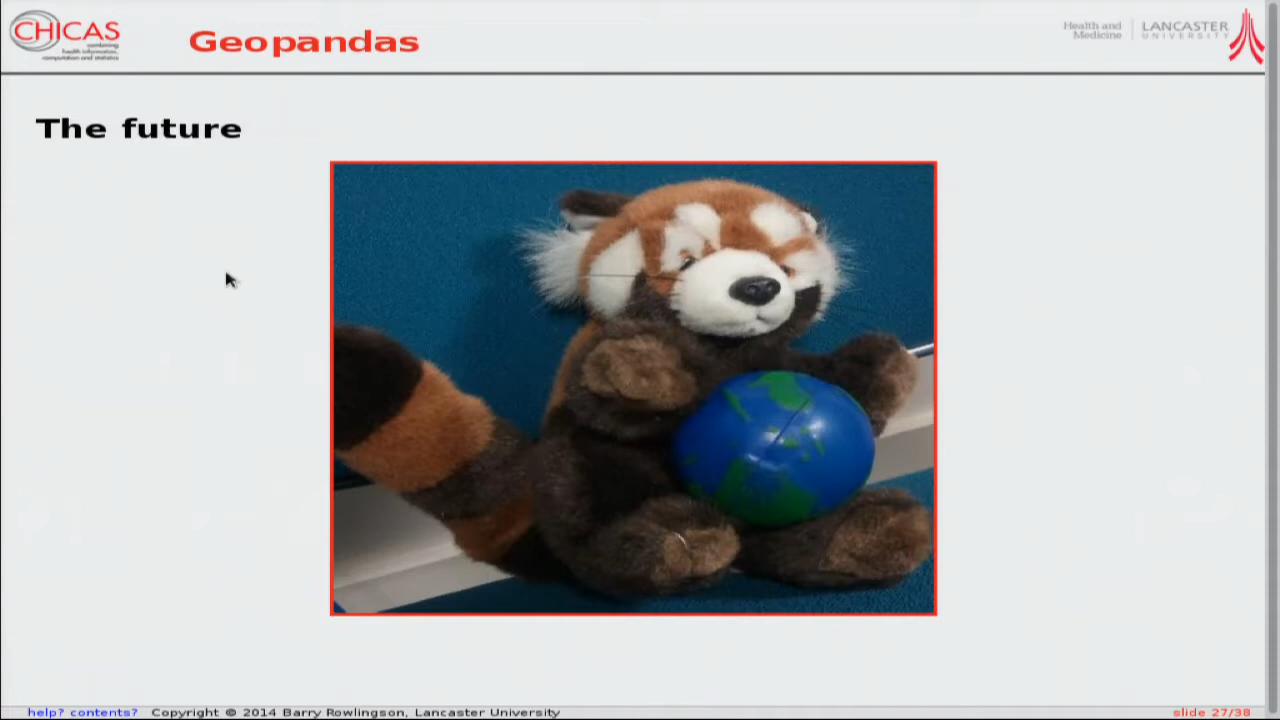 CHICAS
combining
health information,
computation and statistics
Geopandas
Health and
Medicine
LANCASTER
UNIVERSITY
The future
help? contents? Copyright © 2014 Barry Rowlingson, Lancaster University
slide 27/38